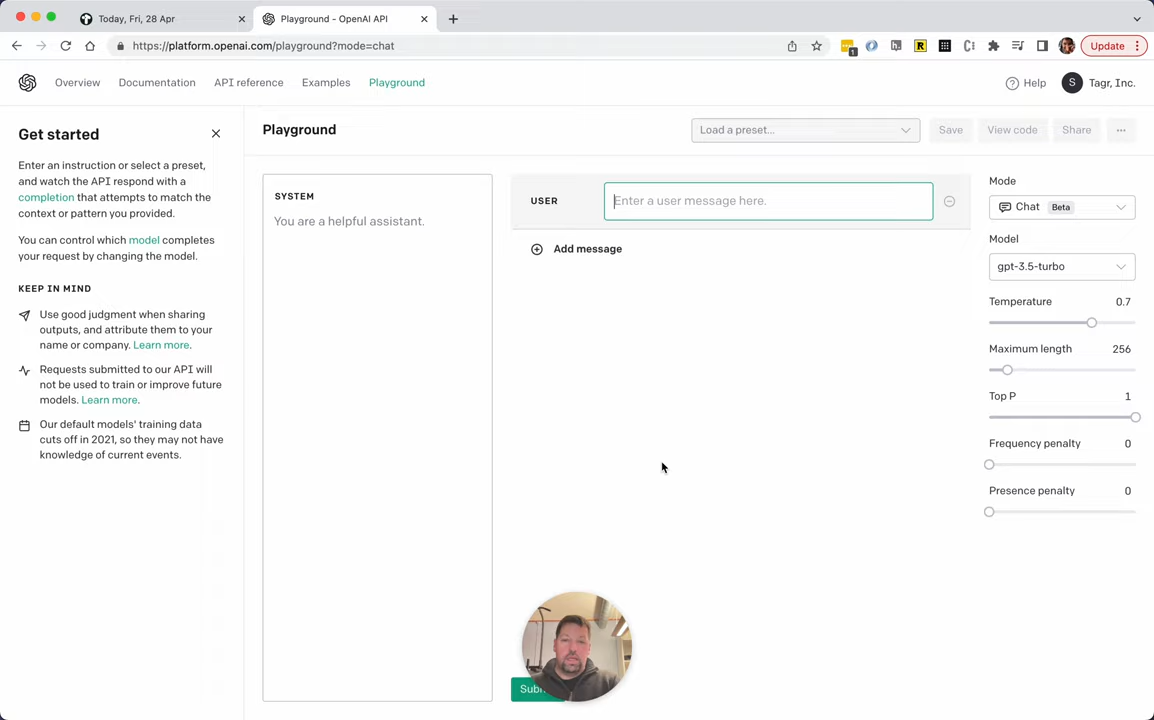 Today, Fri, 28 Apr
Playground - OpenAI API
https://platform.openai.com/playground?mode=chat
1
R
Update
Overview
Documentation
API reference
Examples
Playground
Help
S
Tagr, Inc.
Get started
Enter an instruction or select a preset,
and watch the API respond with a
completion that attempts to match the
context or pattern you provided.
You can control which model completes
your request by changing the model.
KEEP IN MIND
Use good judgment when sharing
outputs, and attribute them to your
name or company. Learn more.
Requests submitted to our API will
not be used to train or improve future
models. Learn more.
Our default models' training data
cuts off in 2021, so they may not have
knowledge of current events.
Playground
Load a preset...
Save
View code
Share
...
SYSTEM
You are a helpful assistant.
USER
Enter a user message here.
Add message
Mode
Chat Beta
Model
gpt-3.5-turbo
Temperature 0.7
Maximum length 256
Top P 1
Frequency penalty 0
Presence penalty 0